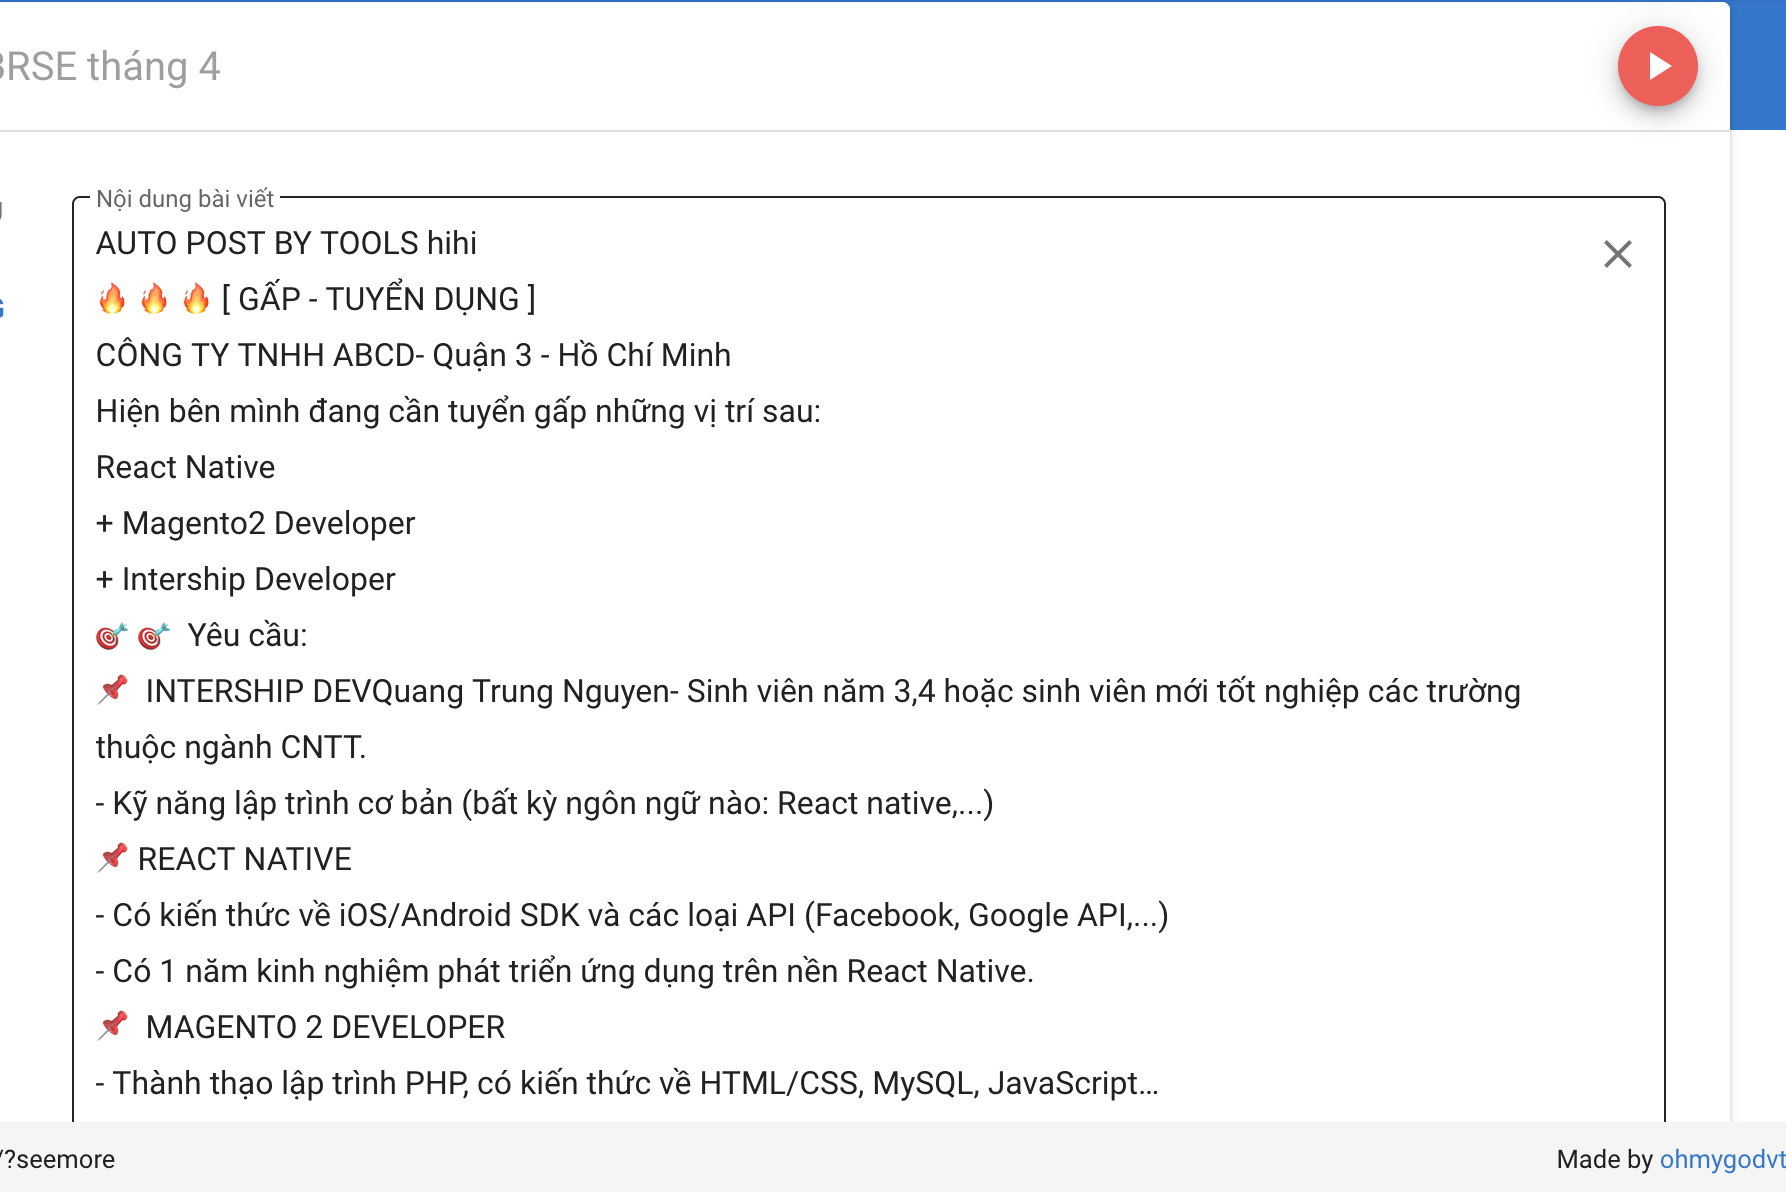 BRSE tháng 4
Nội dung bài viết
AUTO POST BY TOOLS hihi
🔥 🔥 🔥 [ GẤP - TUYỂN DỤNG ]
CÔNG TY TNHH ABCD- Quận 3 - Hồ Chí Minh
Hiện bên mình đang cần tuyển gấp những vị trí sau:
React Native
+ Magento2 Developer
+ Intership Developer
🎯 🎯 Yêu cầu:
📌 INTERSHIP DEVQuang Trung Nguyen- Sinh viên năm 3,4 hoặc sinh viên mới tốt nghiệp các trường
thuộc ngành CNTT.
- Kỹ năng lập trình cơ bản (bất kỳ ngôn ngữ nào: React native,...)
📌 REACT NATIVE
- Có kiến thức về iOS/Android SDK và các loại API (Facebook, Google API,...)
- Có 1 năm kinh nghiệm phát triển ứng dụng trên nền React Native.
📌 MAGENTO 2 DEVELOPER
- Thành thạo lập trình PHP, có kiến thức về HTML/CSS, MySQL, JavaScript...
/?seemore
Made by ohmygodvt